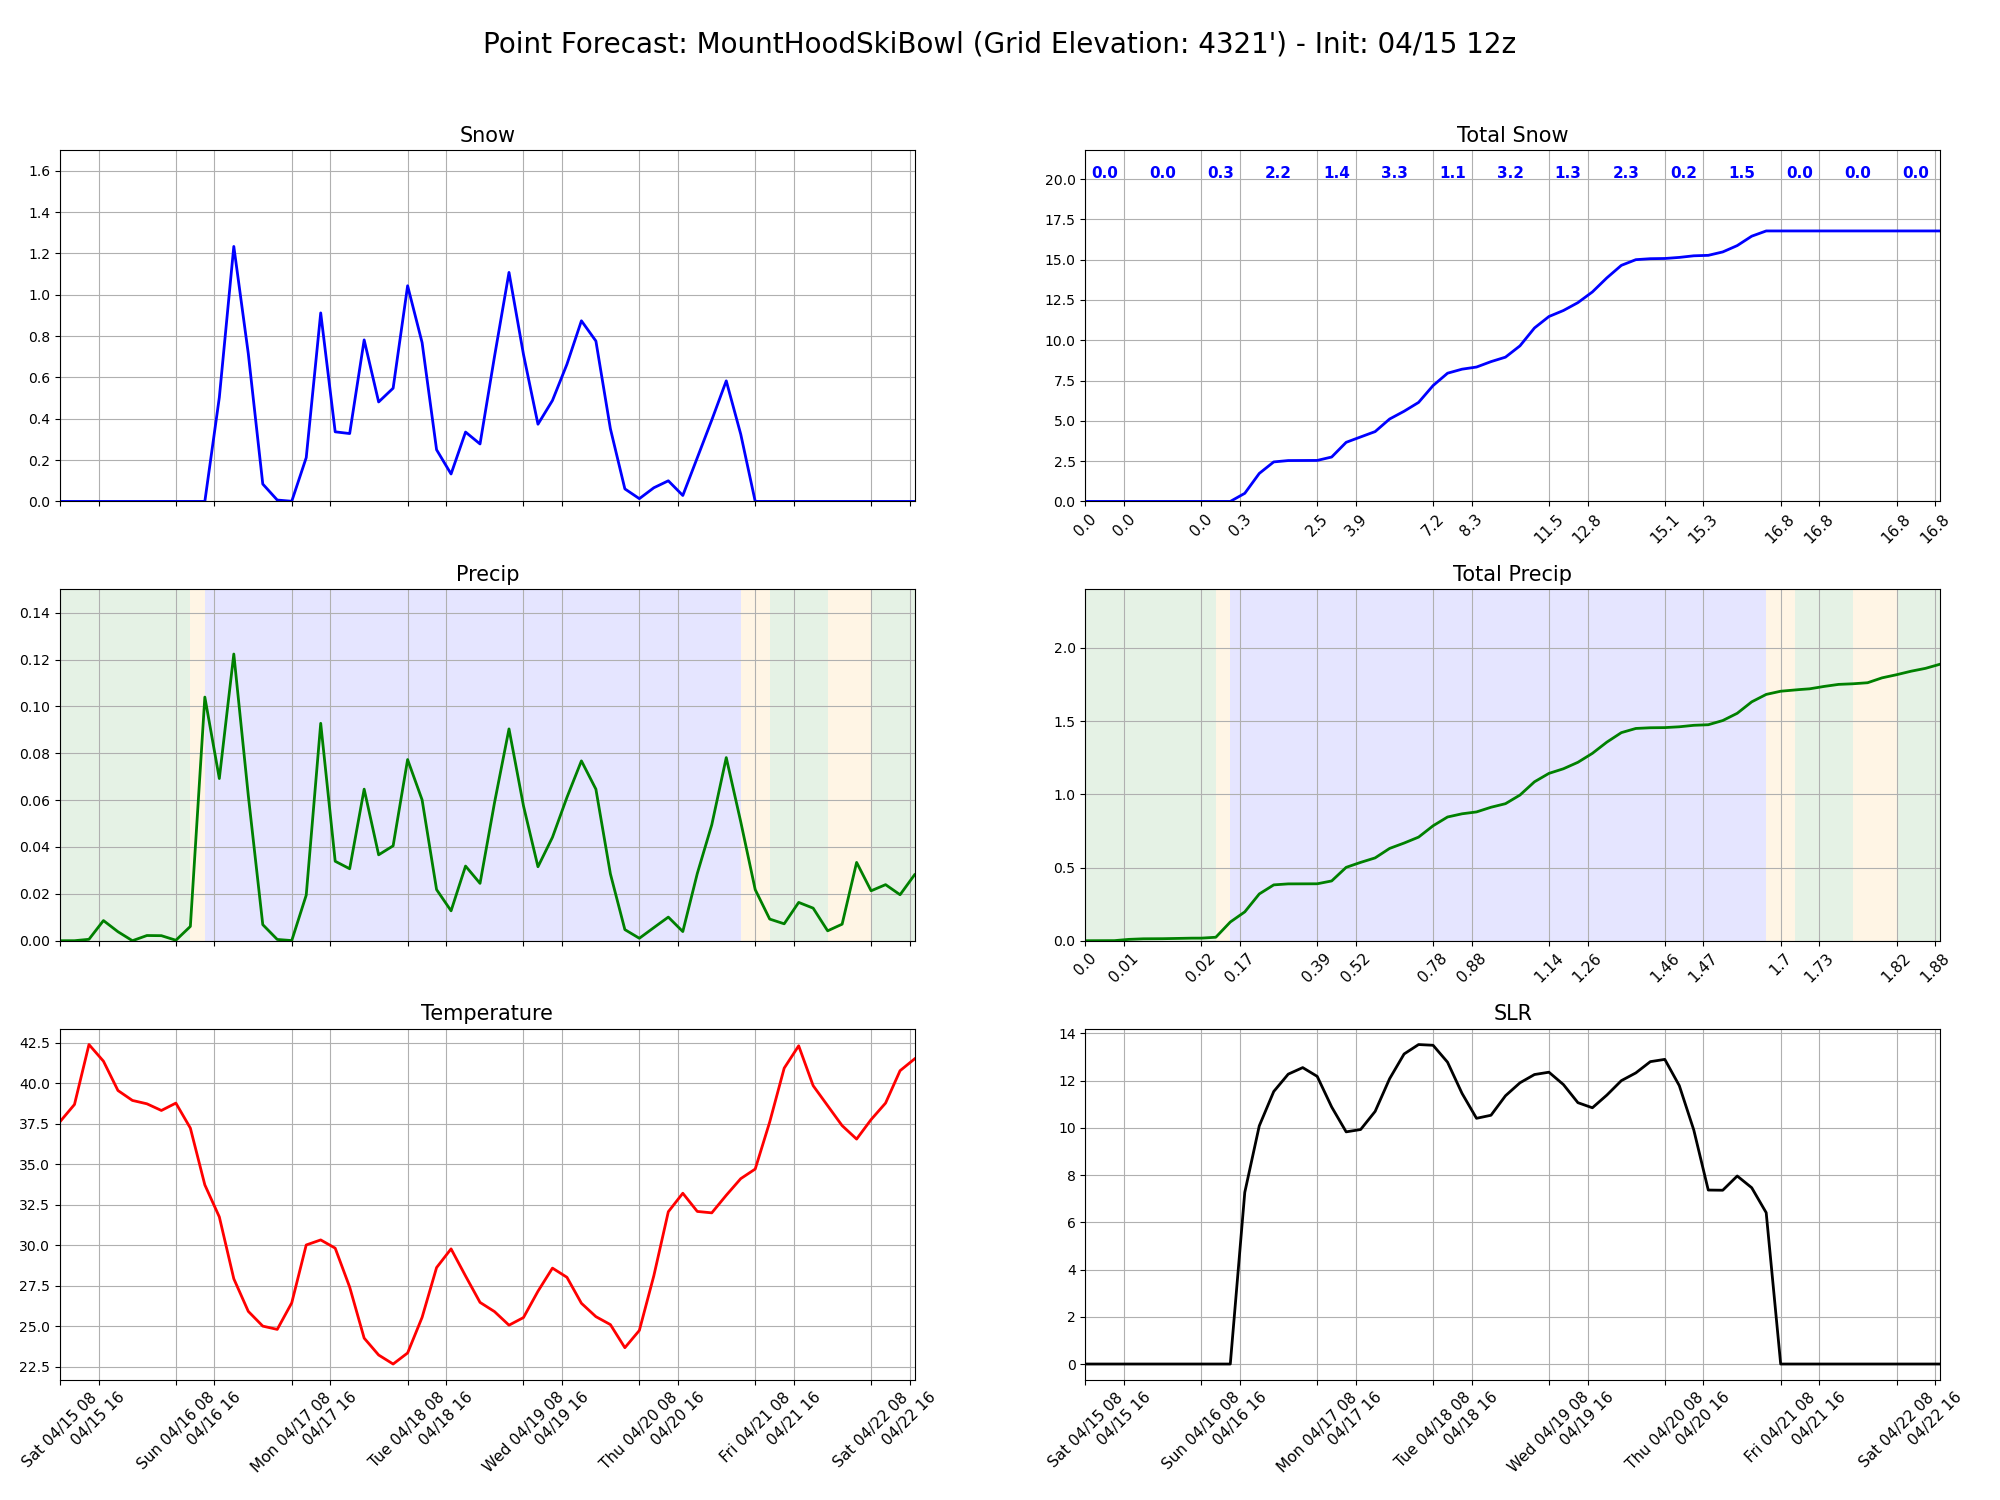 Point Forecast: MountHoodSkiBowl (Grid Elevation: 4321') - Init: 04/15 12z
Snow
1.6
1.4
1.2
1.0
0.8
0.6
0.4
0.2
0.0
Total Snow
0.0 0.0 0.3 2.2 1.4 3.3 1.1 3.2 1.3 2.3 0.2 1.5 0.0 0.0 0.0
20.0
17.5
15.0
12.5
10.0
7.5
5.0
2.5
0.0
0.0 0.0 0.0 0.3 2.5 3.9 7.2 8.3 11.5 12.8 15.1 15.3 16.8 16.8 16.8 16.8
Precip
0.14
0.12
0.10
0.08
0.06
0.04
0.02
0.00
Total Precip
2.0
1.5
1.0
0.5
0.0
0.0 0.01 0.02 0.17 0.39 0.52 0.78 0.88 1.14 1.26 1.46 1.47 1.7 1.73 1.82 1.88
Temperature
42.5
40.0
37.5
35.0
32.5
30.0
27.5
25.0
22.5
Sat 04/15 08
04/15 16
Sun 04/16 08
04/16 16
Mon 04/17 08
04/17 16
Tue 04/18 08
04/18 16
Wed 04/19 08
04/19 16
Thu 04/20 08
04/20 16
Fri 04/21 08
04/21 16
Sat 04/22 08
04/22 16
SLR
14
12
10
8
6
4
2
0
Sat 04/15 08
04/15 16
Sun 04/16 08
04/16 16
Mon 04/17 08
04/17 16
Tue 04/18 08
04/18 16
Wed 04/19 08
04/19 16
Thu 04/20 08
04/20 16
Fri 04/21 08
04/21 16
Sat 04/22 08
04/22 16